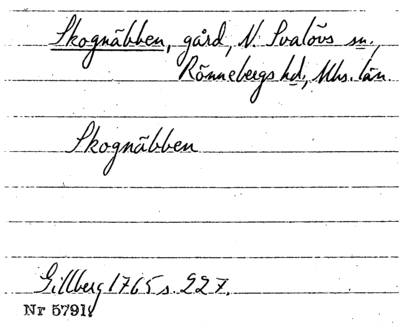 Skognäbben, gård, N. Svalövs sn.,
Rönnebergs hd., Mhs. län.
Skognäbben
Gillberg 1765 s. 227.
Nr 5791